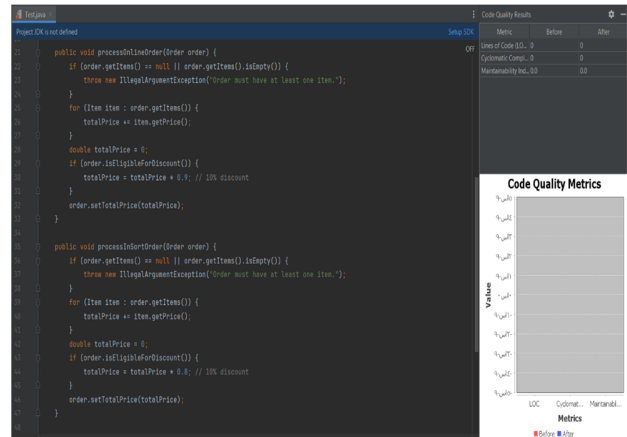 Test.java
Code Quality Results
Project JDK is not defined
Setup SDK
Metric Before After
OFF
Lines of Code (LO... 0 0
Cyclomatic Compl... 0 0
Maintainability Ind... 0.0 0.0
21 public void processOnlineOrder(Order order) {
22 if (order.getItems() == null || order.getItems().isEmpty()) {
23 throw new IllegalArgumentException("Order must have at least one item.");
24 }
25 for (Item item : order.getItems()) {
26 totalPrice += item.getPrice();
27 }
28 double totalPrice = 0;
29 if (order.isEligibleForDiscount()) {
30 totalPrice = totalPrice * 0.9; // 10% discount
31 }
32 order.setTotalPrice(totalPrice);
33 }
34
35 public void processInSortOrder(Order order) {
36 if (order.getItems() == null || order.getItems().isEmpty()) {
37 throw new IllegalArgumentException("Order must have at least one item.");
38 }
39 for (Item item : order.getItems()) {
40 totalPrice += item.getPrice();
42 }
42 double totalPrice = 0;
43 if (order.isEligibleForDiscount()) {
44 totalPrice = totalPrice * 0.8; // 10% discount
45 }
46 order.setTotalPrice(totalPrice);
47 }
48
Code Quality Metrics
Value
LOC Cyclomat... Maintanabl...
Metrics
Before After